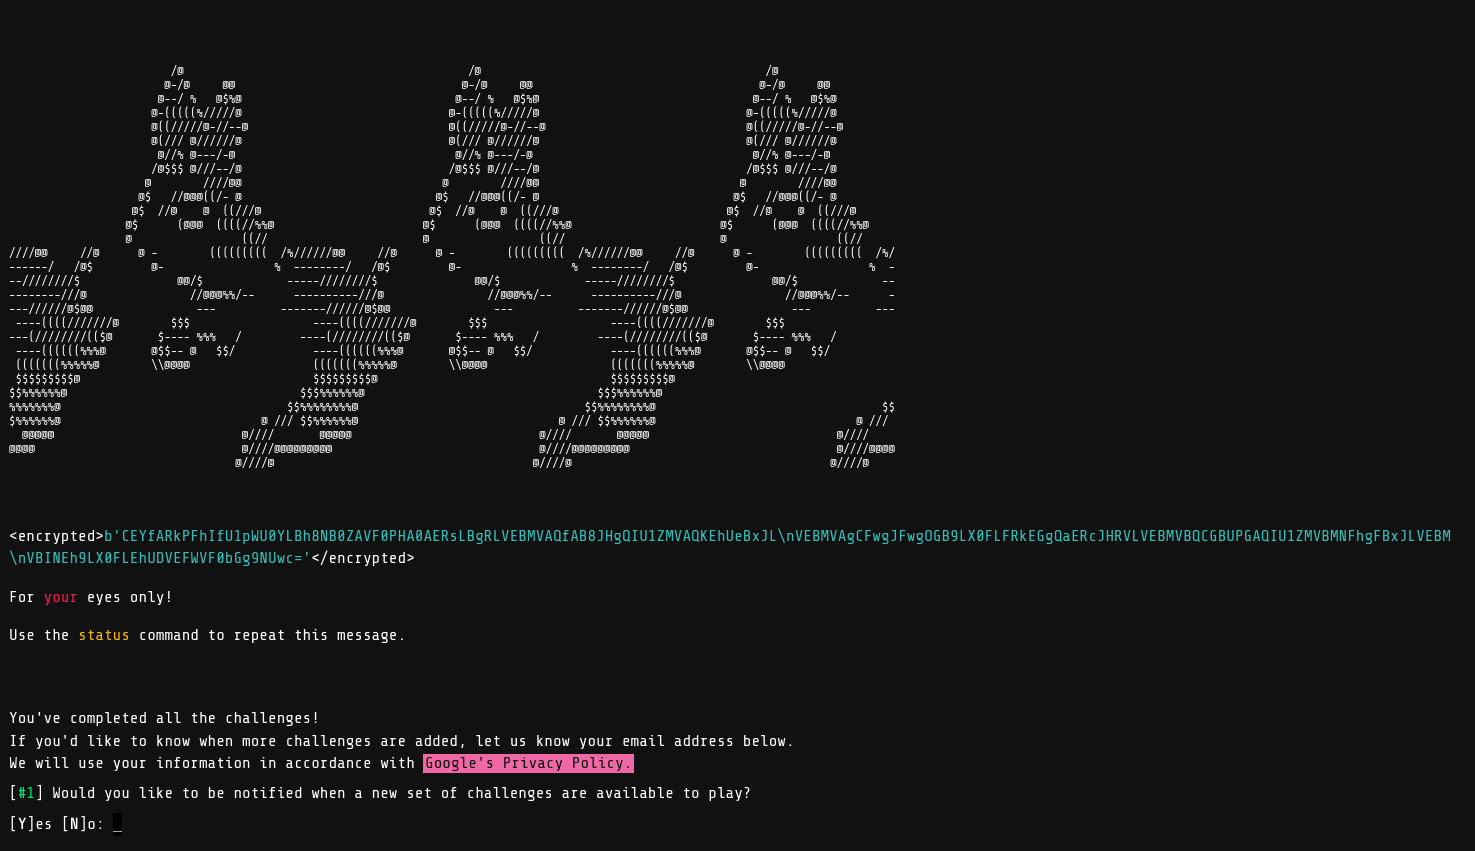 <encrypted>b'CEYfARkPFhIfU1pWU0YLBh8NB0ZAVF0PHA0AERsLBgRLVEBMVAQfAB8JHgQIU1ZMVAQKEhUeBxJL\nVEBMVAgCFwgJFwgOGB9LX0FLFRkEGgQaERcJHRVLVEBMVBQCGBUPGAQIU1ZMVBMNFhgFBxJLVEBM
\nVBINEh9LX0FLEhUDVEFWVF0bGg9NUwc='</encrypted>
For your eyes only!
Use the status command to repeat this message.
You've completed all the challenges!
If you'd like to know when more challenges are added, let us know your email address below.
We will use your information in accordance with Google's Privacy Policy.
[#1] Would you like to be notified when a new set of challenges are available to play?
[Y]es [N]o: _